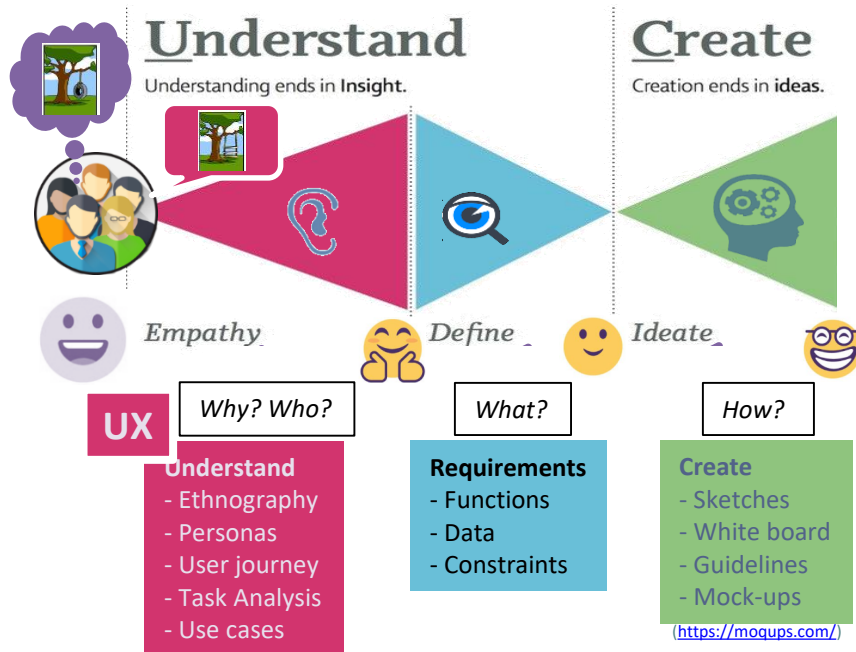 Understand
Create
Understanding ends in Insight.
Creation ends in ideas.
Empathy
Define
Ideate
UX
Why? Who?
What?
How?
Understand
- Ethnography
- Personas
- User journey
- Task Analysis
- Use cases
Requirements
- Functions
- Data
- Constraints
Create
- Sketches
- White board
- Guidelines
- Mock-ups
(https://moqups.com/)